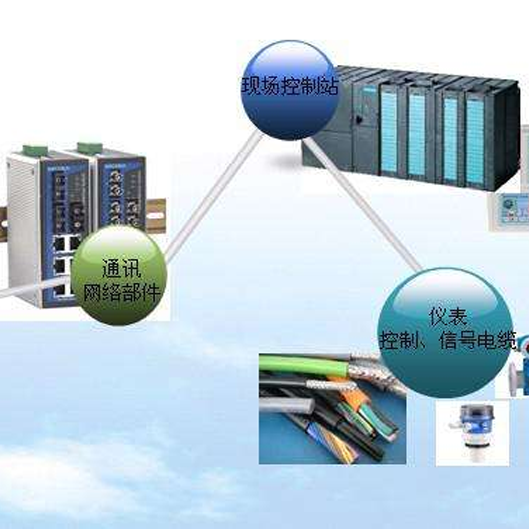 现场控制站
通讯
网络部件
仪表
控制、信号电缆